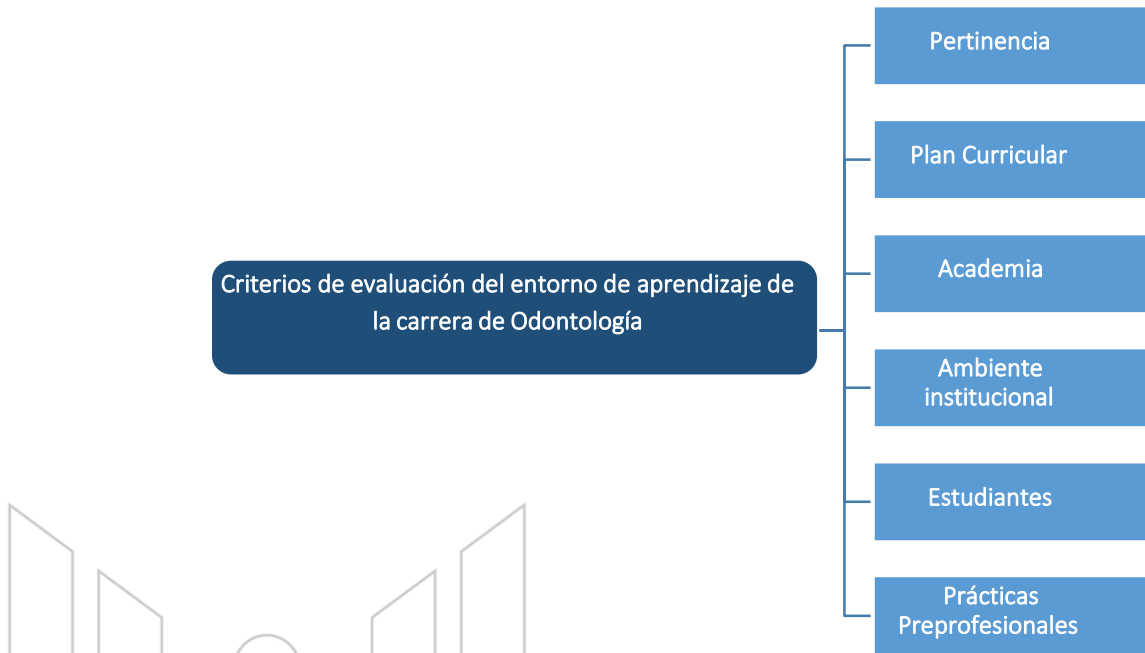 Criterios de evaluación del entorno de aprendizaje de
la carrera de Odontología
Pertinencia
Plan Curricular
Academia
Ambiente
institucional
Estudiantes
Prácticas
Preprofesionales